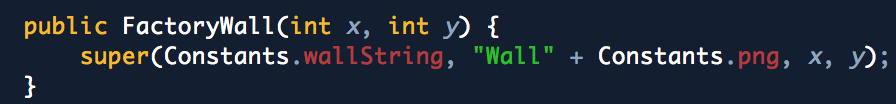 public FactoryWall(int x, int y) {
    super(Constants.wallString, "Wall" + Constants.png, x, y);
}